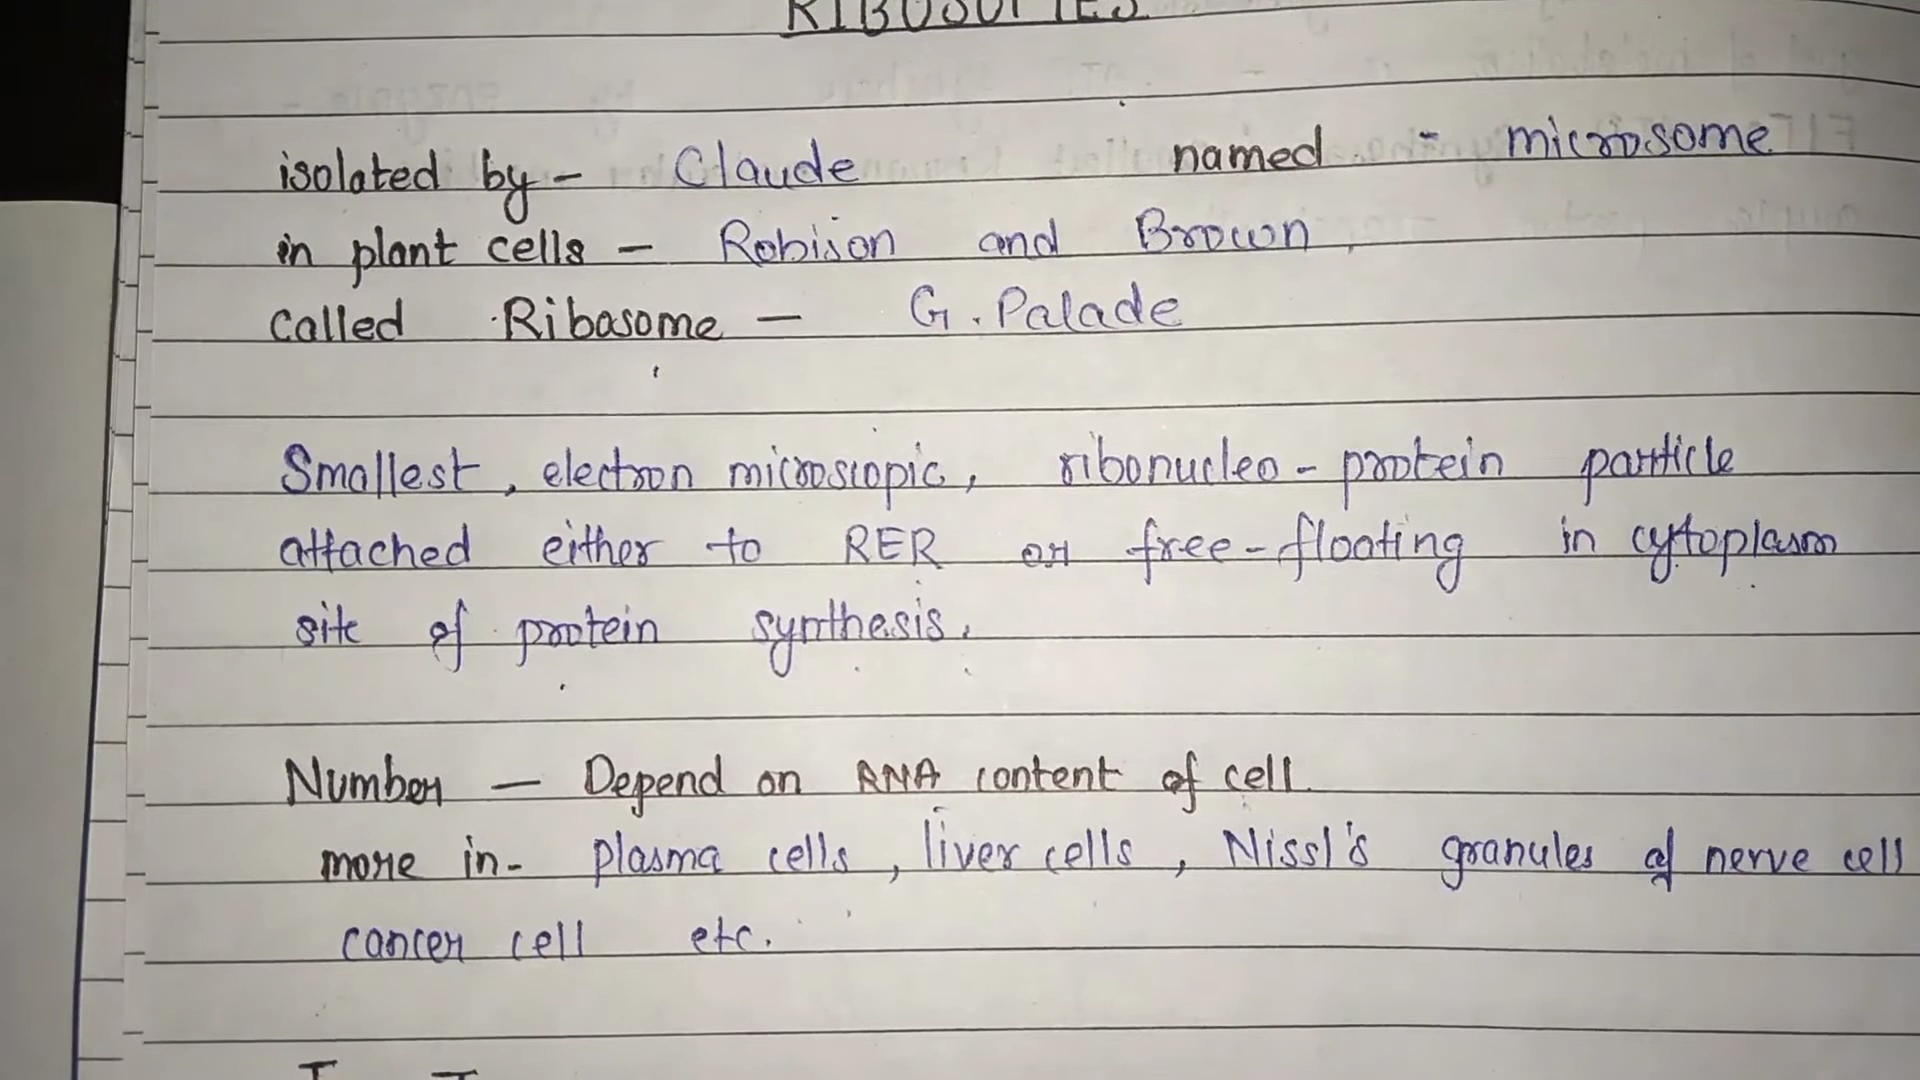 RIBOSOMES
isolated by - Claude named - microsome
in plant cells - Robison and Brown
called Ribasome - G. Palade
Smallest, electron microscopic, ribonucleo - protein particle
attached either to RER or free-floating in cytoplasm
site of protein synthesis.
Number - Depend on RNA content of cell.
more in- plasma cells, liver cells, Nissl's granules of nerve cell
cancer cell etc.